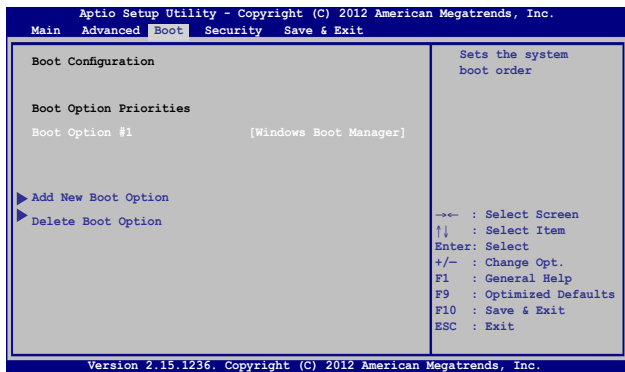 Aptio Setup Utility - Copyright (C) 2012 American Megatrends, Inc.
Main Advanced Boot Security Save & Exit
Boot Configuration
Boot Option Priorities
Boot Option #1 [Windows Boot Manager]
Add New Boot Option
Delete Boot Option
Sets the system
boot order
→← : Select Screen
↑↓ : Select Item
Enter: Select
+/— : Change Opt.
F1 : General Help
F9 : Optimized Defaults
F10 : Save & Exit
ESC : Exit
Version 2.15.1236. Copyright (C) 2012 American Megatrends, Inc.